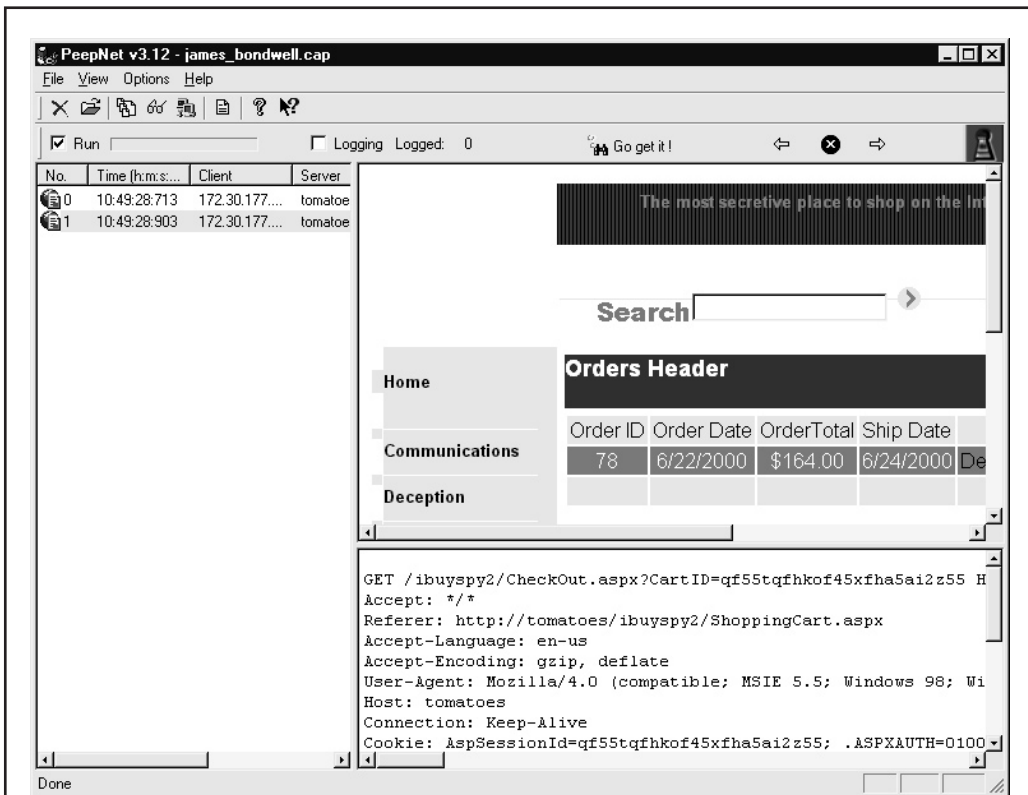 PeepNet v3.12 - james_bondwell.cap
File View Options Help
Run Logging Logged: 0 Go get it !
No. Time (h:m:s:... Client Server
0 10:49:28:713 172.30.177.... tomatoe
1 10:49:28:903 172.30.177.... tomatoe
The most secretive place to shop on the Int
Search
Home
Communications
Deception
Orders Header
Order ID Order Date OrderTotal Ship Date
78 6/22/2000 $164.00 6/24/2000 De
GET /ibuyspy2/CheckOut.aspx?CartID=qf55tqfhkof45xfha5ai2z55 H
Accept: */*
Referer: http://tomatoes/ibuyspy2/ShoppingCart.aspx
Accept-Language: en-us
Accept-Encoding: gzip, deflate
User-Agent: Mozilla/4.0 (compatible; MSIE 5.5; Windows 98; Wi
Host: tomatoes
Connection: Keep-Alive
Cookie: AspSessionId=qf55tqfhkof45xfha5ai2z55; .ASPXAUTH=0100
Done